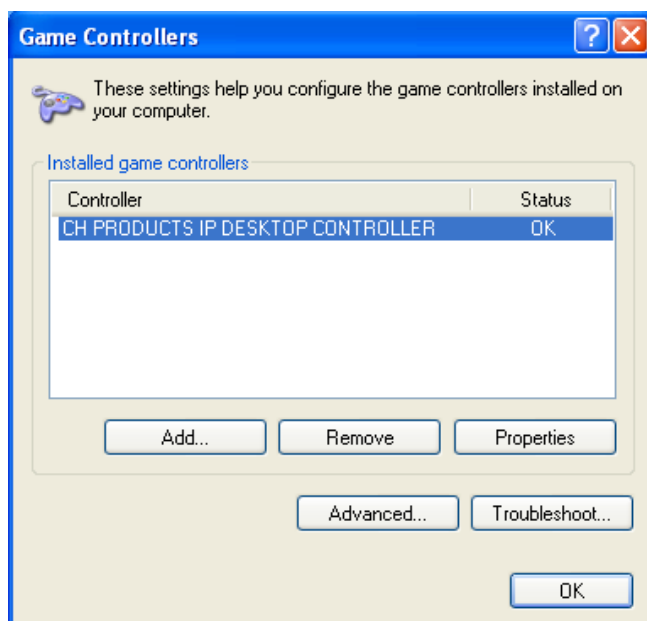 Game Controllers
These settings help you configure the game controllers installed on
your computer.
Installed game controllers
Controller Status
CH PRODUCTS IP DESKTOP CONTROLLER OK
Add... Remove Properties
Advanced... Troubleshoot...
OK